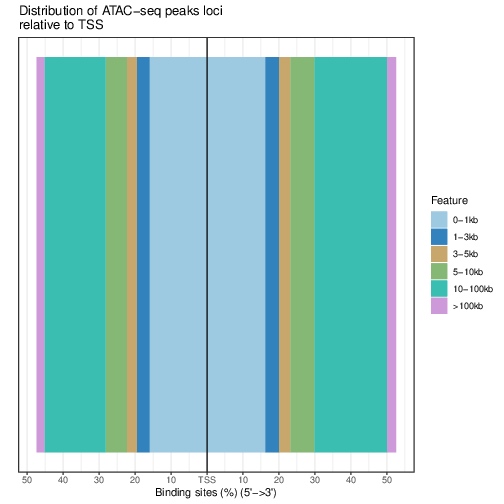 Distribution of ATAC−seq peaks loci
relative to TSS
Feature
0−1kb
1−3kb
3−5kb
5−10kb
10−100kb
>100kb
50 40 30 20 10 TSS 10 20 30 40 50
Binding sites (%) (5'−>3')